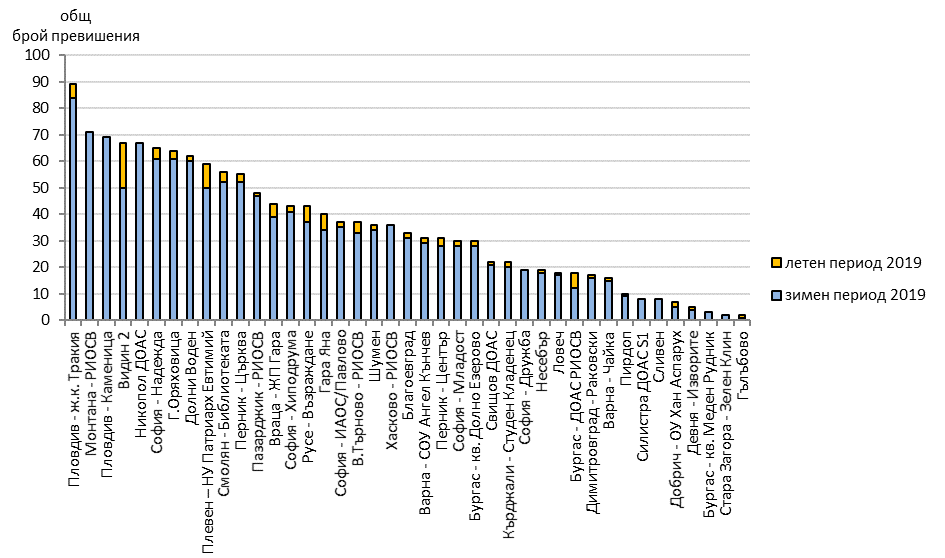 общ
брой превишения
100
90
80
70
60
50
40
30
20
10
0
Пловдив - ж.к. Тракия
Монтана - РИОСВ
Пловдив - Каменица
Видин 2
Никопол ДОАС
София - Надежда
Г.Оряховица
Долни Воден
Плевен – НУ Патриарх Евтимий
Смолян - Библиотеката
Перник - Църква
Пазарджик - РИОСВ
Враца - ЖП Гара
София - Хиподрума
Русе - Възраждане
Гара Яна
София - ИАОС/Павлово
В.Търново - РИОСВ
Шумен
Хасково - РИОСВ
Благоевград
Варна - СОУ Ангел Кънчев
Перник - Център
София - Младост
Бургас - кв. Долно Езерово
Свищов ДОАС
Кърджали - Студен Кладенец
София - Дружба
Несебър
Ловеч
Бургас - ДОАС РИОСВ
Димитровград - Раковски
Варна - Чайка
Пирдоп
Силистра ДОАС S1
Сливен
Добрич - ОУ Хан Аспарух
Девня - Изворите
Бургас - кв. Меден Рудник
Стара Загора - Зелен Клин
Гълъбово
летен период 2019
зимен период 2019